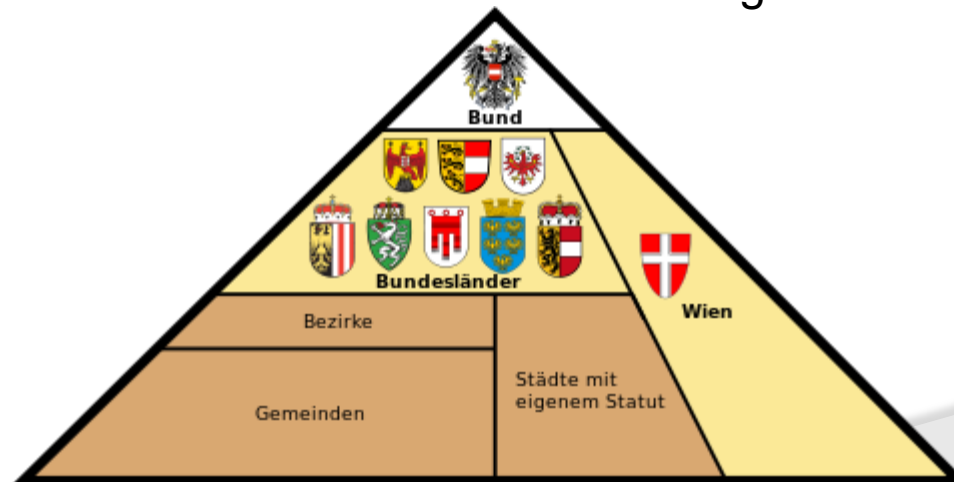 Bund
Bundesländer
Wien
Bezirke
Städte mit
eigenem Statut
Gemeinden